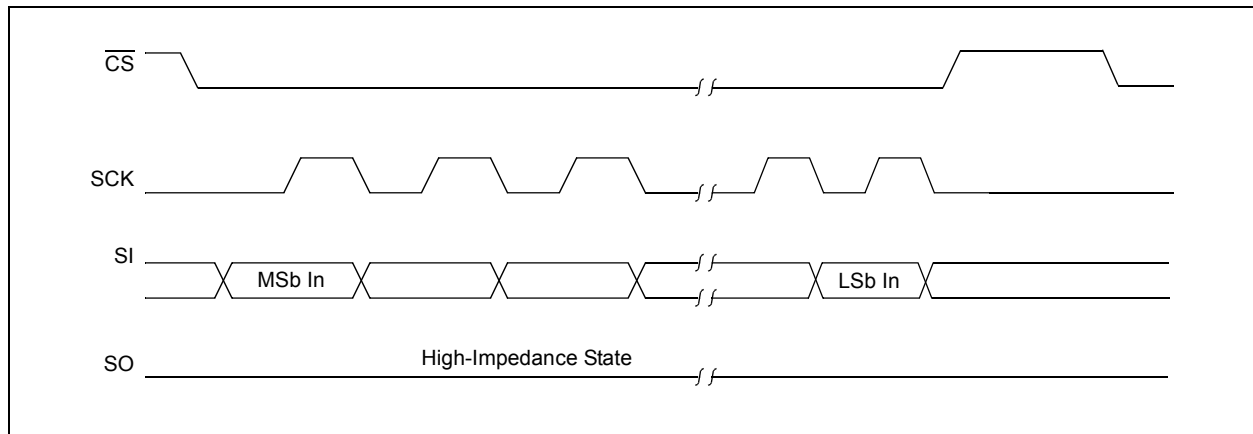 CS
SCK
SI
MSb In
LSb In
SO
High-Impedance State